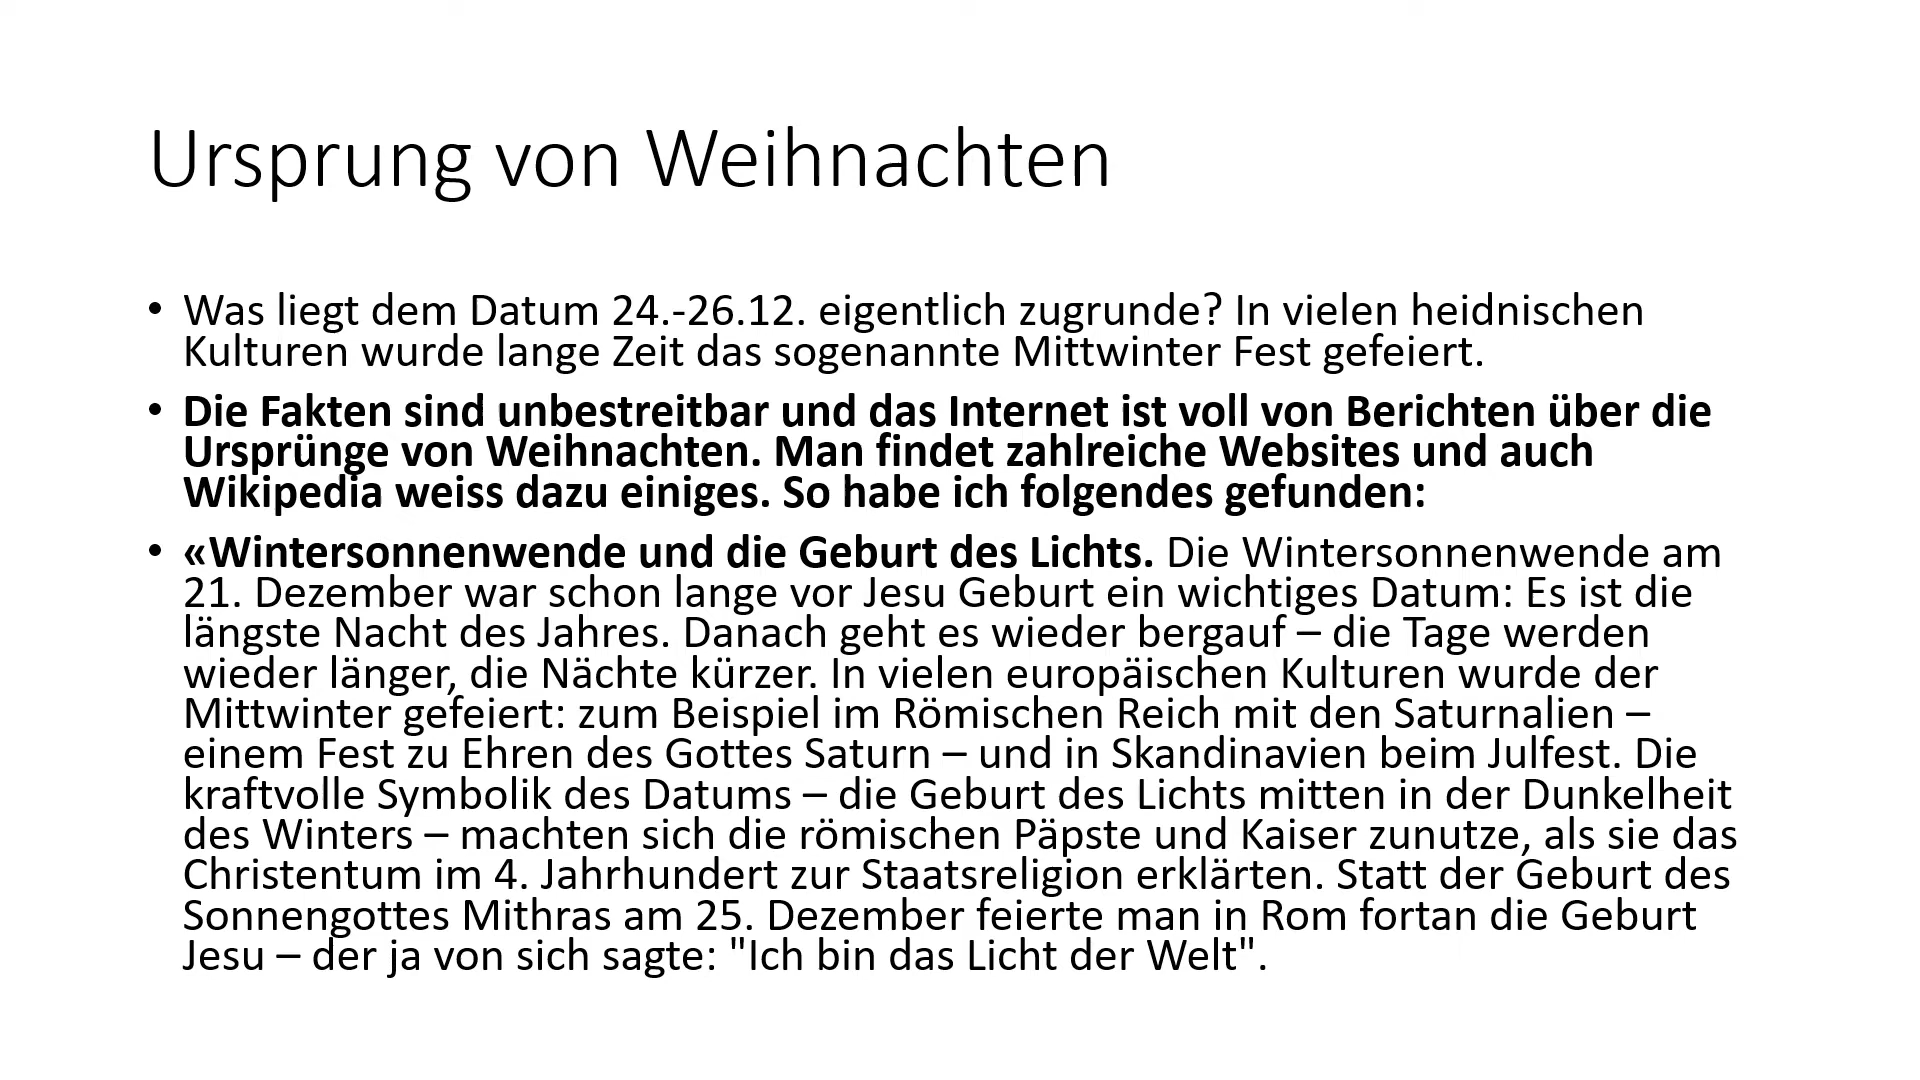 Ursprung von Weihnachten
• Was liegt dem Datum 24.-26.12. eigentlich zugrunde? In vielen heidnischen
Kulturen wurde lange Zeit das sogenannte Mittwinter Fest gefeiert.
• Die Fakten sind unbestreitbar und das Internet ist voll von Berichten über die
Ursprünge von Weihnachten. Man findet zahlreiche Websites und auch
Wikipedia weiss dazu einiges. So habe ich folgendes gefunden:
• «Wintersonnenwende und die Geburt des Lichts. Die Wintersonnenwende am
21. Dezember war schon lange vor Jesu Geburt ein wichtiges Datum: Es ist die
längste Nacht des Jahres. Danach geht es wieder bergauf – die Tage werden
wieder länger, die Nächte kürzer. In vielen europäischen Kulturen wurde der
Mittwinter gefeiert: zum Beispiel im Römischen Reich mit den Saturnalien –
einem Fest zu Ehren des Gottes Saturn – und in Skandinavien beim Julfest. Die
kraftvolle Symbolik des Datums – die Geburt des Lichts mitten in der Dunkelheit
des Winters – machten sich die römischen Päpste und Kaiser zunutze, als sie das
Christentum im 4. Jahrhundert zur Staatsreligion erklärten. Statt der Geburt des
Sonnengottes Mithras am 25. Dezember feierte man in Rom fortan die Geburt
Jesu – der ja von sich sagte: "Ich bin das Licht der Welt".